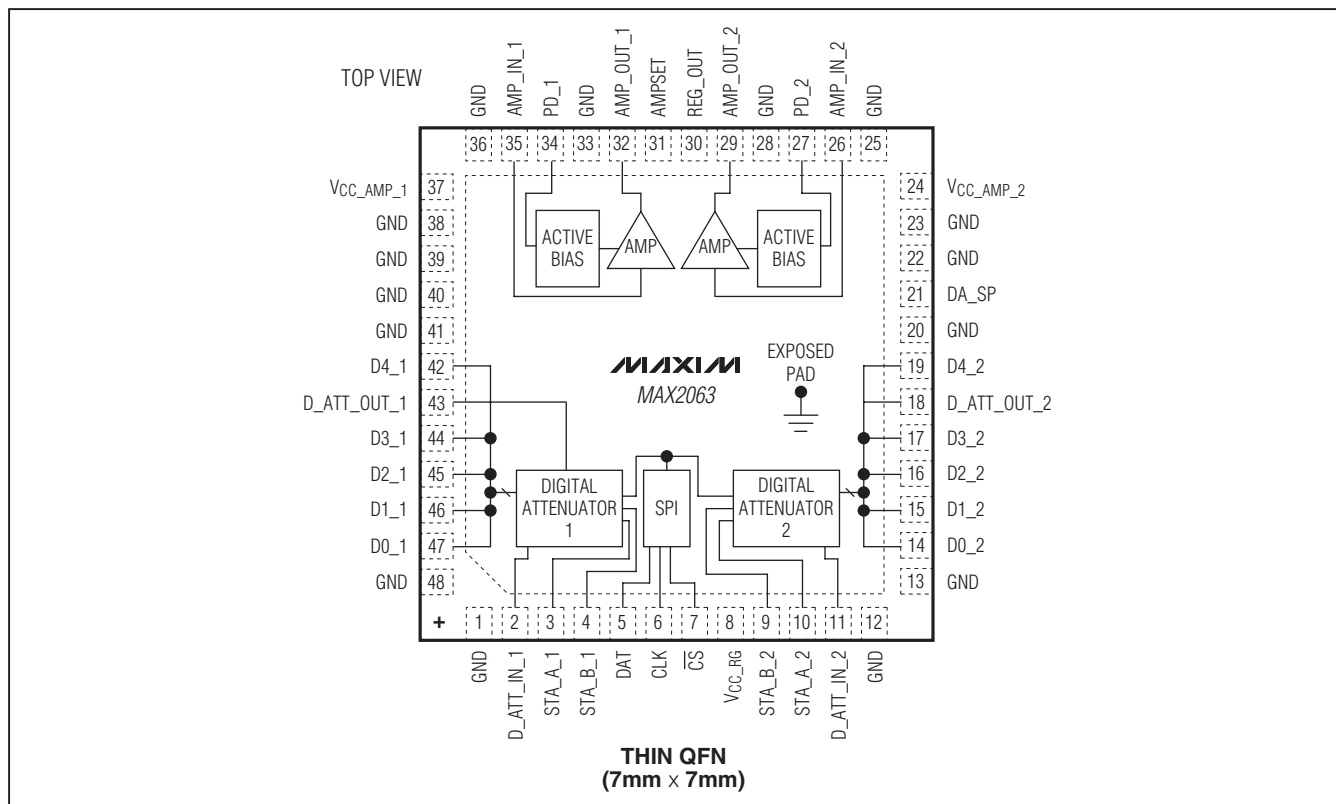 TOP VIEW
GND
AMP_IN_1
PD_1
GND
AMP_OUT_1
AMPSET
REG_OUT
AMP_OUT_2
GND
PD_2
AMP_IN_2
GND
36 35 34 33 32 31 30 29 28 27 26 25
VCC_AMP_1 37
GND 38
GND 39
GND 40
GND 41
D4_1 42
D_ATT_OUT_1 43
D3_1 44
D2_1 45
D1_1 46
D0_1 47
GND 48
ACTIVE
BIAS
AMP
AMP
ACTIVE
BIAS
MAXIM
MAX2063
EXPOSED
PAD
DIGITAL
ATTENUATOR
1
SPI
DIGITAL
ATTENUATOR
2
24 VCC_AMP_2
23 GND
22 GND
21 DA_SP
20 GND
19 D4_2
18 D_ATT_OUT_2
17 D3_2
16 D2_2
15 D1_2
14 D0_2
13 GND
+ 1 2 3 4 5 6 7 8 9 10 11 12
GND
D_ATT_IN_1
STA_A_1
STA_B_1
DAT
CLK
CS
VCC_RG
STA_B_2
STA_A_2
D_ATT_IN_2
GND
THIN QFN
(7mm x 7mm)